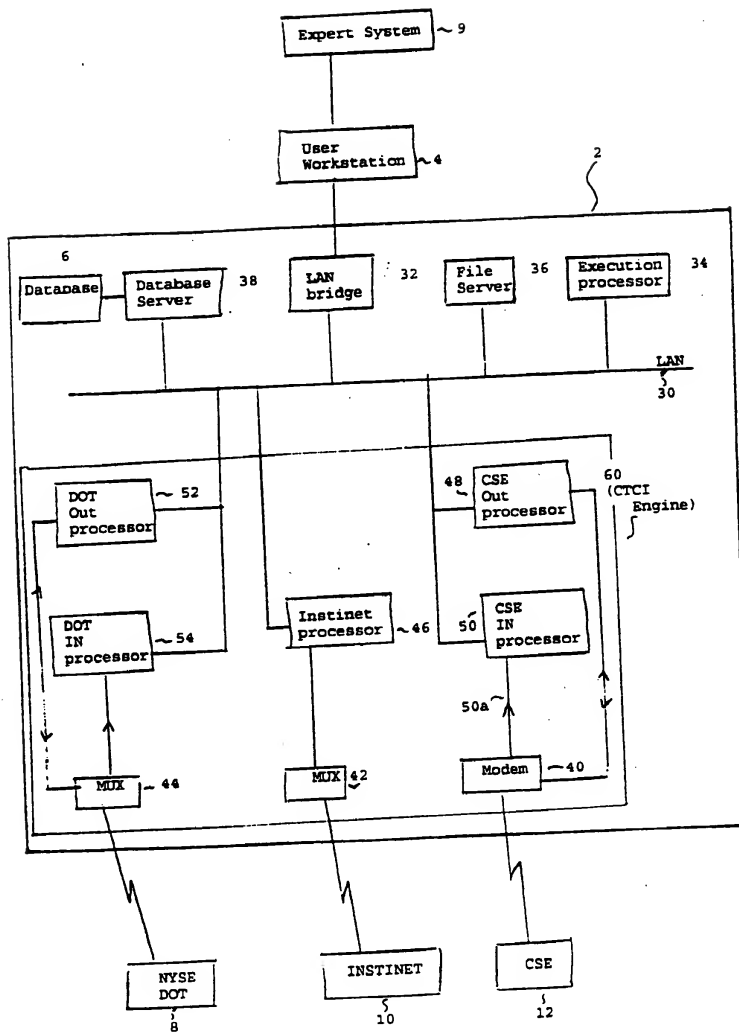 Expert System
9
User
Workstation
4
2
6
Database
Database
Server
38
LAN
bridge
32
File
Server
36
Execution
processor
34
LAN
30
DOT
Out
processor
52
48
CSE
Out
processor
60
(CTCI
Engine)
DOT
IN
processor
54
Instinet
processor
46
50
CSE
IN
processor
50a
MUX
44
MUX
42
Modem
40
NYSE
DOT
8
INSTINET
10
CSE
12